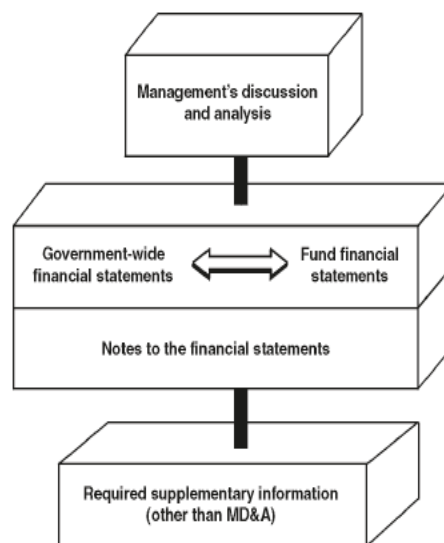 Management's discussion
and analysis
Government-wide
financial statements
Fund financial
statements
Notes to the financial statements
Required supplementary information
(other than MD&A)